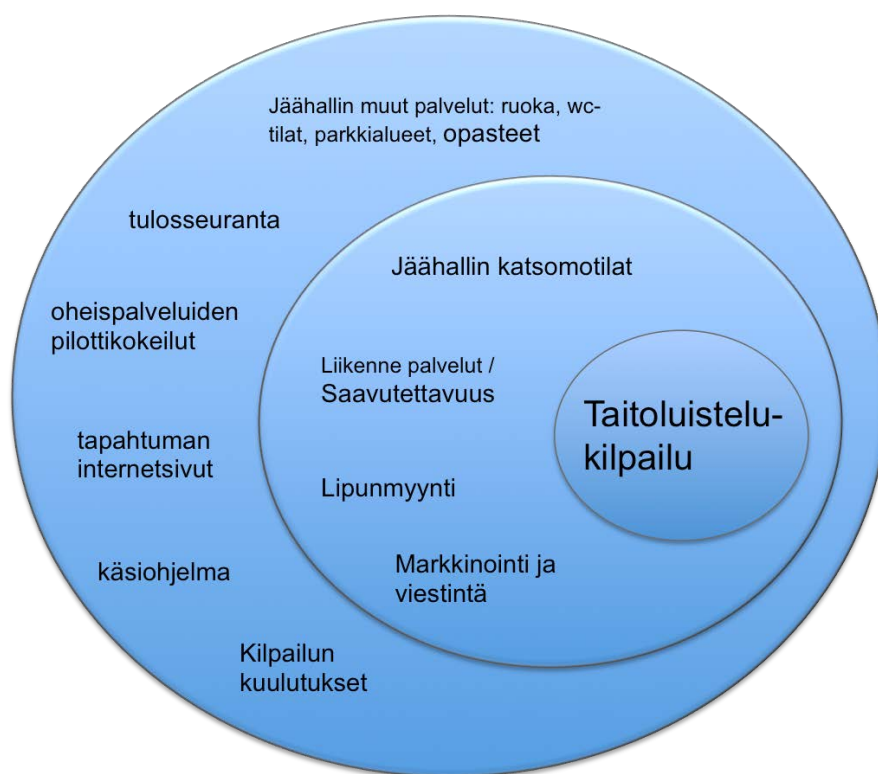 Jäähallin muut palvelut: ruoka, wc-
tilat, parkkialueet, opasteet
tulosseuranta
Jäähallin katsomotilat
oheispalveluiden
pilottikokeilut
Liikenne palvelut /
Saavutettavuus
Taitoluistelu-
kilpailu
tapahtuman
internetsivut
Lipunmyynti
käsiohjelma
Markkinointi ja
viestintä
Kilpailun
kuulutukset